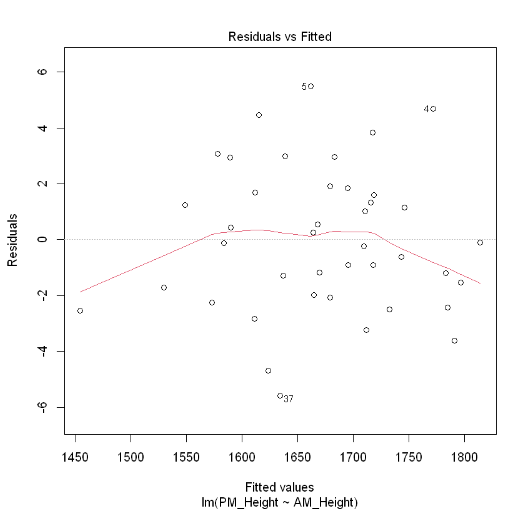 Residuals vs Fitted
6
4
2
0
-2
-4
-6
Residuals
5
4
37
1450 1500 1550 1600 1650 1700 1750 1800
Fitted values
lm(PM_Height ~ AM_Height)